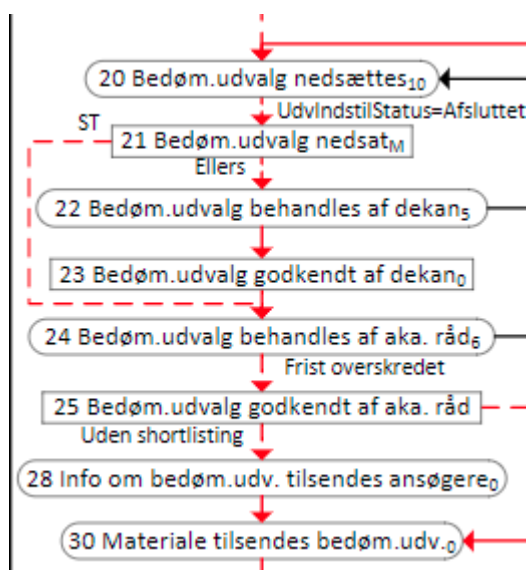 20 Bedøm.udvalg nedsættes10
UdvIndstilStatus=Afsluttet
ST
21 Bedøm.udvalg nedsatM
Ellers
22 Bedøm.udvalg behandles af dekan5
23 Bedøm.udvalg godkendt af dekan0
24 Bedøm.udvalg behandles af aka. råd6
Frist overskredet
25 Bedøm.udvalg godkendt af aka. råd
Uden shortlisting
28 Info om bedøm.udv. tilsendes ansøgere0
30 Materiale tilsendes bedøm.udv.0